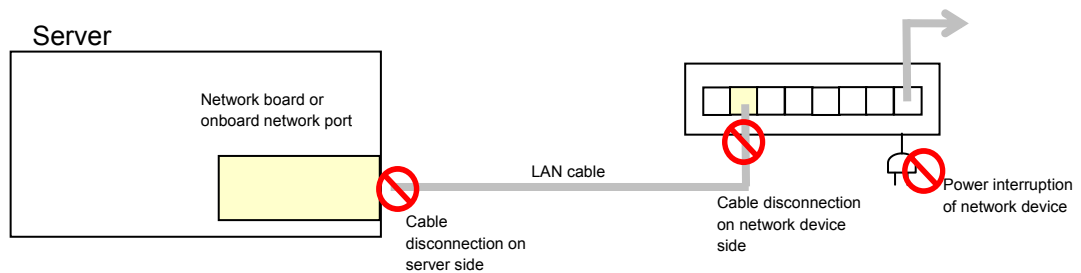 Server
Network board or
onboard network port
LAN cable
Cable
disconnection on
server side
Cable disconnection
on network device
side
Power interruption
of network device